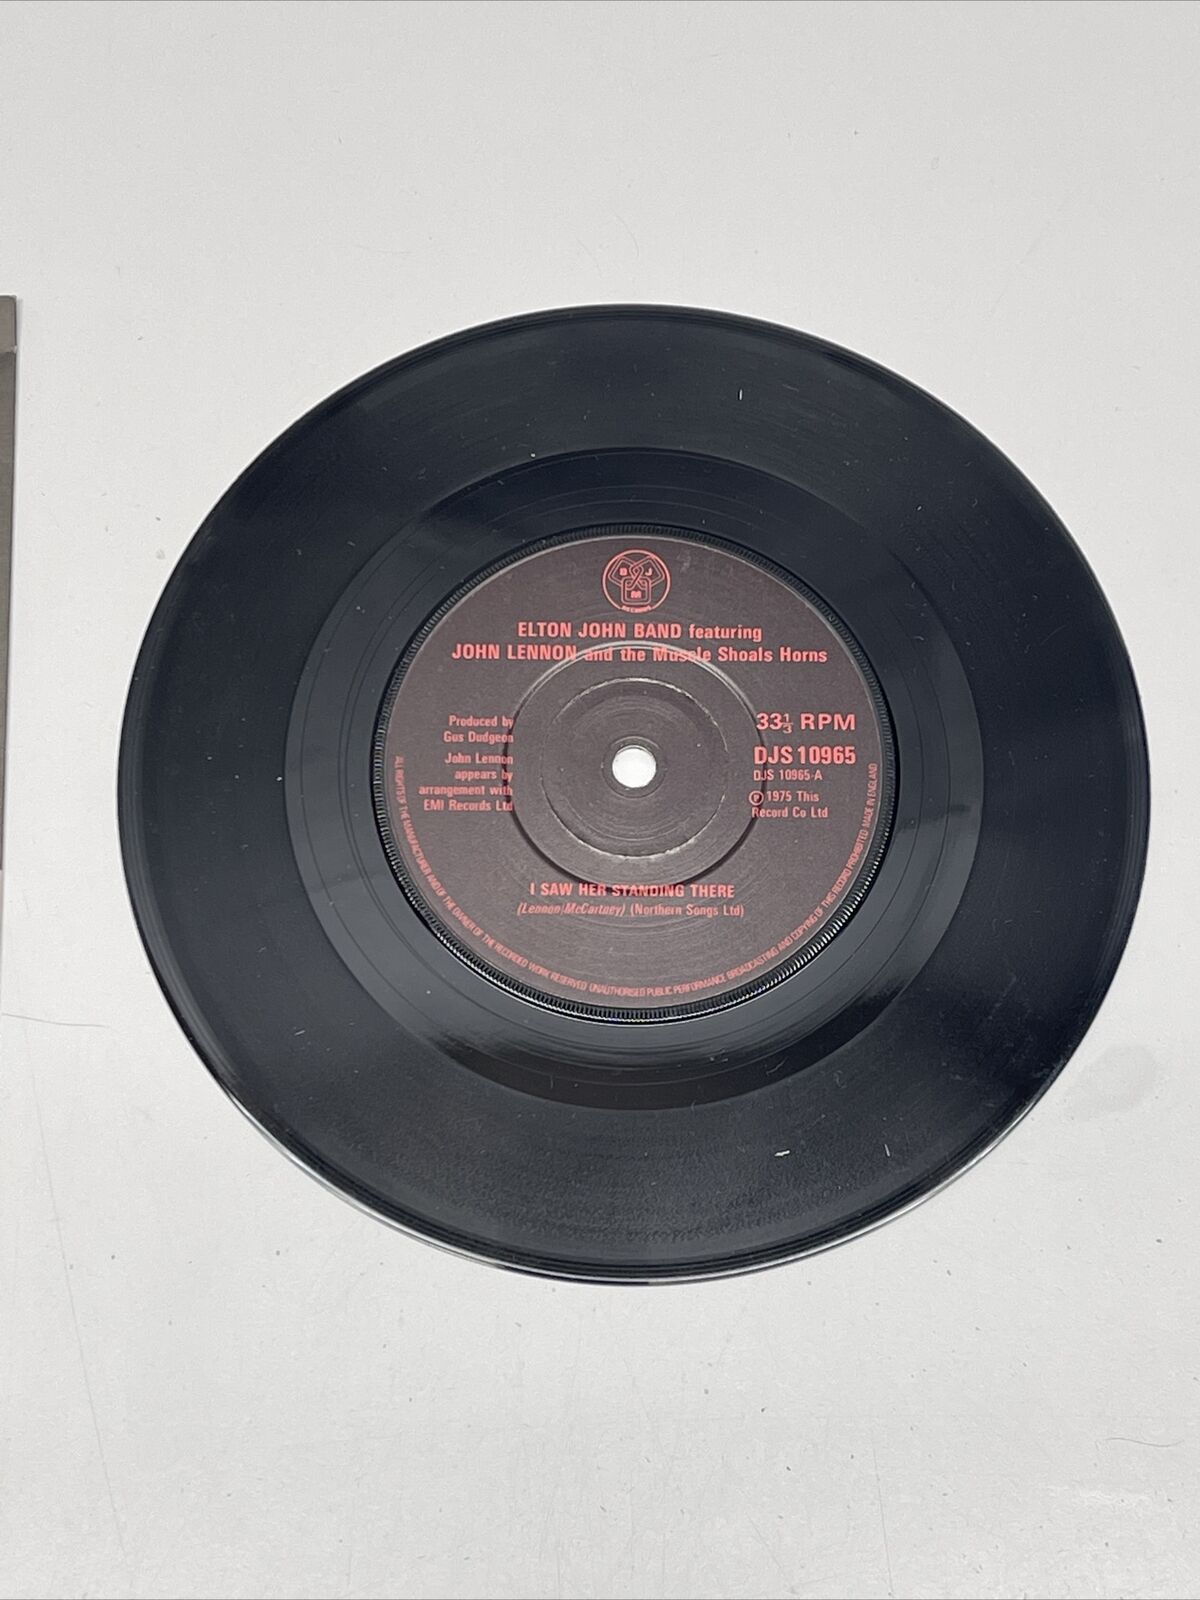 DJM
RECORDS
ELTON JOHN BAND featuring
JOHN LENNON and the Muscle Shoals Horns
Produced by
Gus Dudgeon
John Lennon
appears by
arrangement with
EMI Records Ltd
33⅓ RPM
DJS 10965
DJS 10965-A
℗ 1975 This
Record Co Ltd
I SAW HER STANDING THERE
(Lennon/McCartney) (Northern Songs Ltd)
ALL RIGHTS OF THE MANUFACTURER AND OF THE OWNER OF THE RECORDED WORK RESERVED UNAUTHORISED PUBLIC PERFORMANCE BROADCASTING AND COPYING OF THIS RECORD PROHIBITED MADE IN ENGLAND